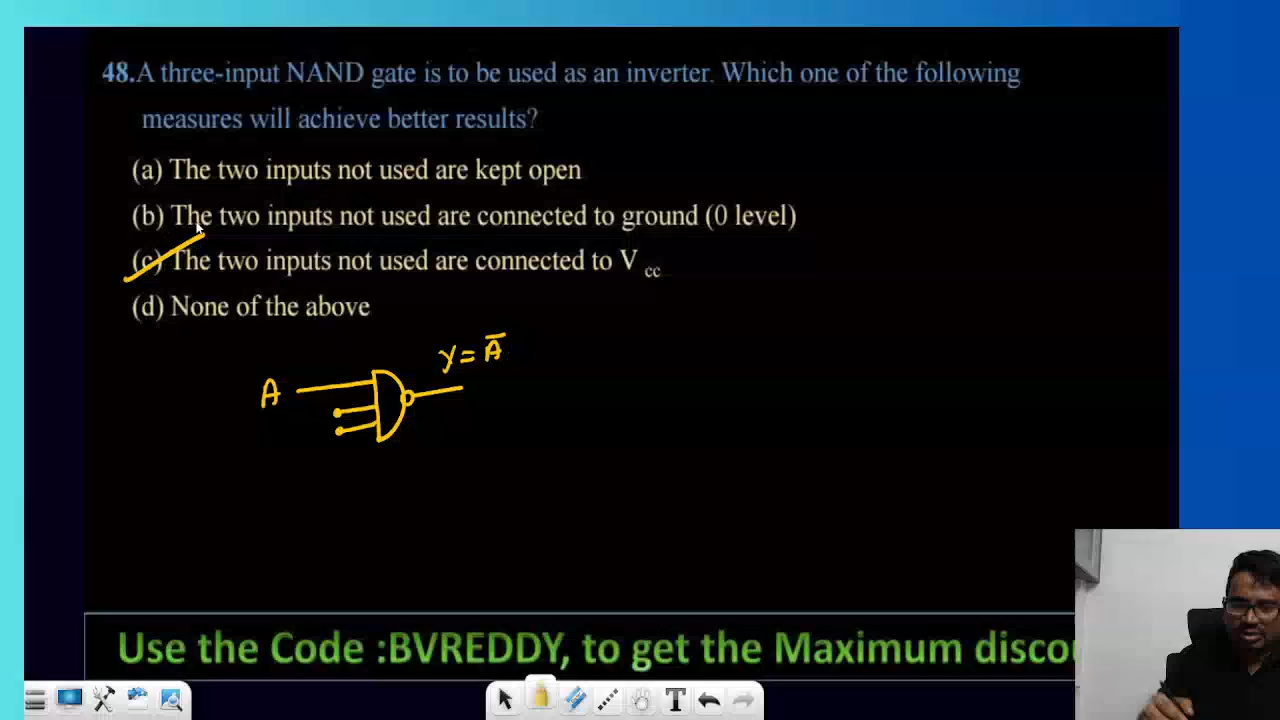 48.A three-input NAND gate is to be used as an inverter. Which one of the following
measures will achieve better results?
(a) The two inputs not used are kept open
(b) The two inputs not used are connected to ground (0 level)
(c) The two inputs not used are connected to V cc
(d) None of the above
y = A̅
A
Use the Code :BVREDDY, to get the Maximum discou
T